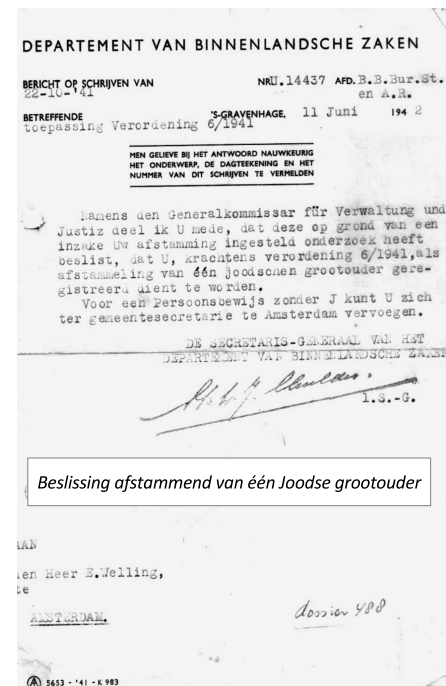 DEPARTEMENT VAN BINNENLANDSCHE ZAKEN
BERICHT OP SCHRIJVEN VAN
22-10-'41
NR U.14437 AFD. B.B.Bur.St.
en A.R.
BETREFFENDE
toepassing Verordening 6/1941
'S-GRAVENHAGE, 11 Juni 1942
MEN GELIEVE BIJ HET ANTWOORD NAUWKEURIG
HET ONDERWERP, DE DAGTEEKENING EN HET
NUMMER VAN DIT SCHRIJVEN TE VERMELDEN
Namens den Generalkommissar für Verwaltung und
Justiz deel ik U mede, dat deze op grond van een
inzake Uw afstamming ingesteld onderzoek heeft
beslist, dat U, krachtens verordening 6/1941, als
afstammeling van één joodschen grootouder gere-
gistreerd dient te worden.
Voor een Persoonsbewijs zonder J kunt U zich
ter gemeentesecretarie te Amsterdam vervoegen.
DE SECRETARIS-GENERAAL VAN HET
DEPARTEMENT VAN BINNENLANDSCHE ZAKEN
l.S.-G.
Beslissing afstammend van één Joodse grootouder
AAN
den Heer E.Welling,
te
AMSTERDAM.
dossier 488
A 5653 - '41 - K 983